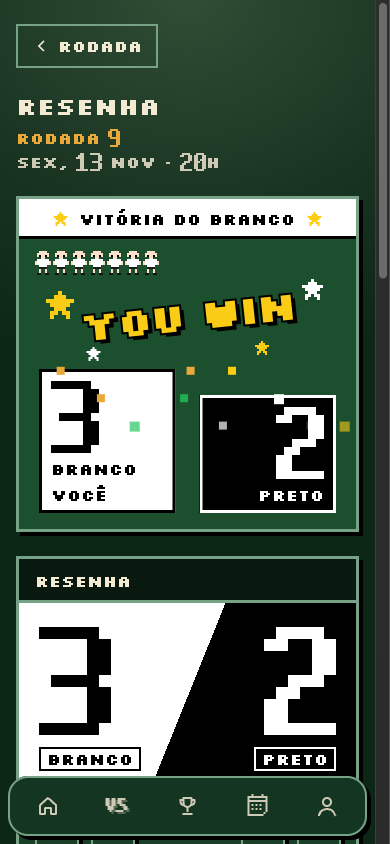 RODADA
RESENHA
RODADA 9
SEX, 13 NOV · 20H
VITÓRIA DO BRANCO
YOU WIN
3
BRANCO
VOCÊ
2
PRETO
RESENHA
3 2
BRANCO PRETO
VS